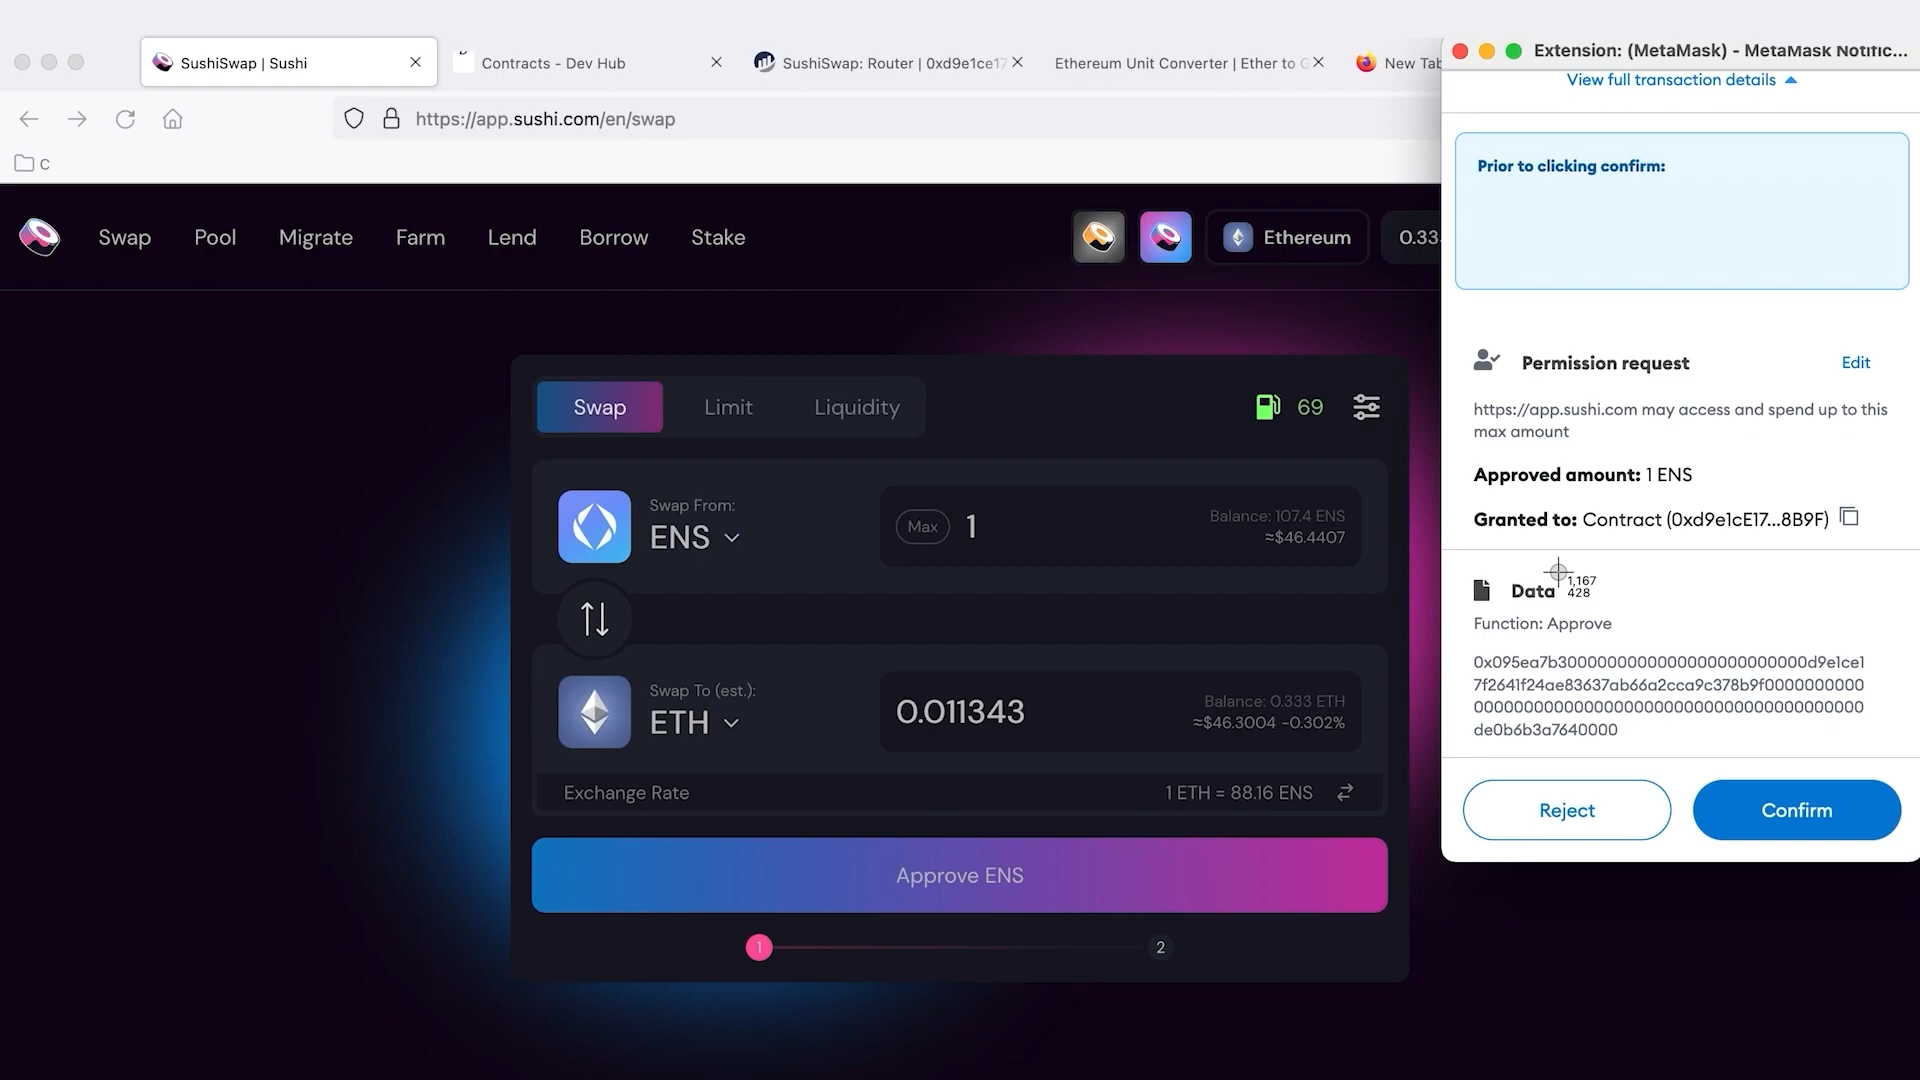 SushiSwap | Sushi
Contracts - Dev Hub
SushiSwap: Router | 0xd9e1ce17
Ethereum Unit Converter | Ether to G
New Tab
Extension: (MetaMask) - MetaMask Notific...
https://app.sushi.com/en/swap
C
Swap
Pool
Migrate
Farm
Lend
Borrow
Stake
Ethereum
0.33
Swap
Limit
Liquidity
69
Swap From:
ENS
Max
1
Balance: 107.4 ENS
≈$46.4407
Swap To (est.):
ETH
0.011343
Balance: 0.333 ETH
≈$46.3004 -0.302%
Exchange Rate
1 ETH = 88.16 ENS
Approve ENS
1
2
View full transaction details
Prior to clicking confirm:
Permission request
Edit
https://app.sushi.com may access and spend up to this
max amount
Approved amount: 1 ENS
Granted to: Contract (0xd9e1cE17...8B9F)
1,167
428
Data
Function: Approve
0x095ea7b3000000000000000000000000d9e1ce1
7f2641f24ae83637ab66a2cca9c378b9f0000000000
00000000000000000000000000000000000000
de0b6b3a7640000
Reject
Confirm